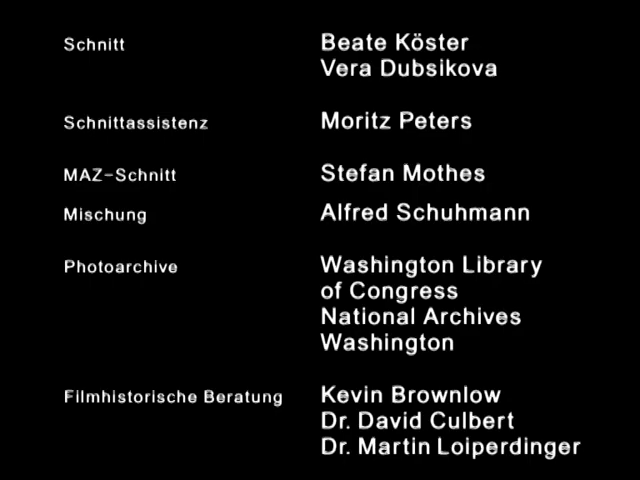 Schnitt Beate Köster
Vera Dubsikova
Schnittassistenz Moritz Peters
MAZ-Schnitt Stefan Mothes
Mischung Alfred Schuhmann
Photoarchive Washington Library
of Congress
National Archives
Washington
Filmhistorische Beratung Kevin Brownlow
Dr. David Culbert
Dr. Martin Loiperdinger